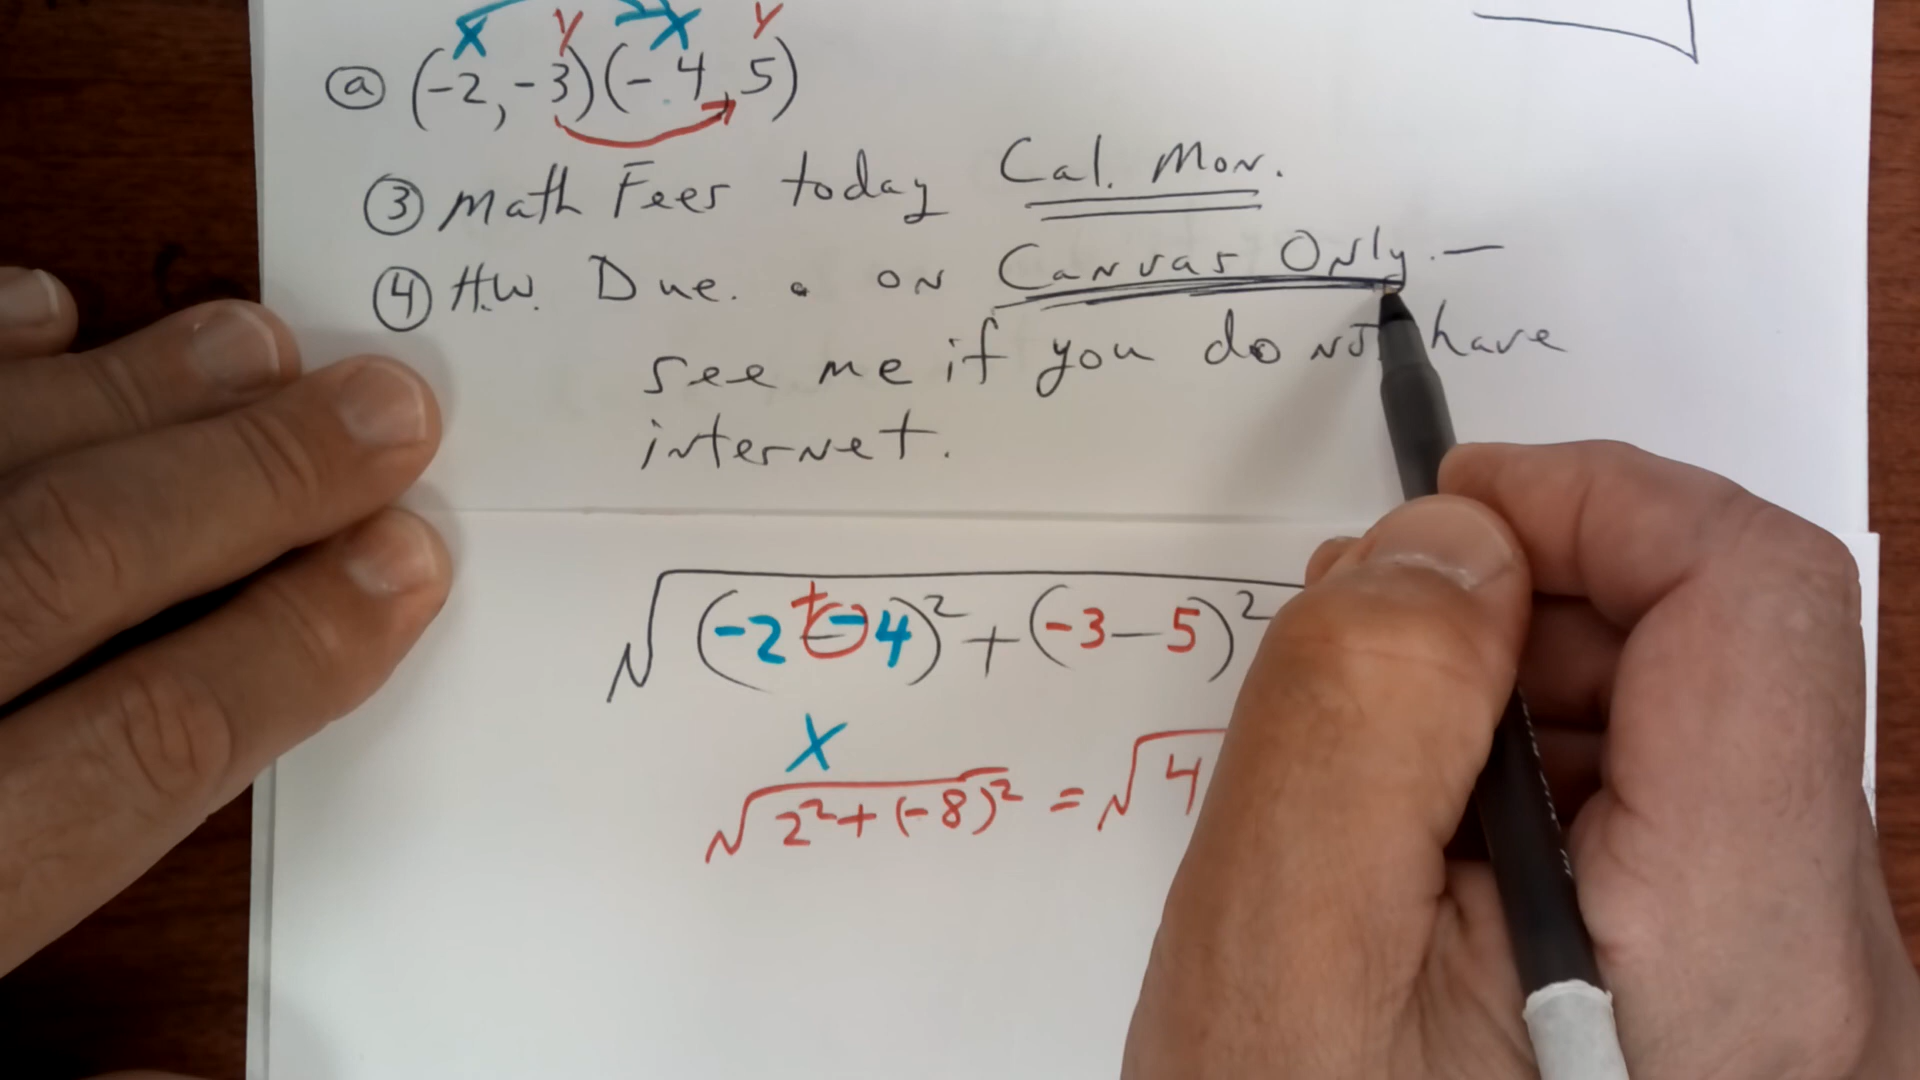 X Y X Y
ⓐ (-2, -3)(-4, 5)
③ Math Fees today Cal. Mon.
④ H.W. Due. on Canvas Only. —
see me if you do not have
internet.
√(-2 + - 4)² + (-3 - 5)²
X
√2² + (-8)² = √4